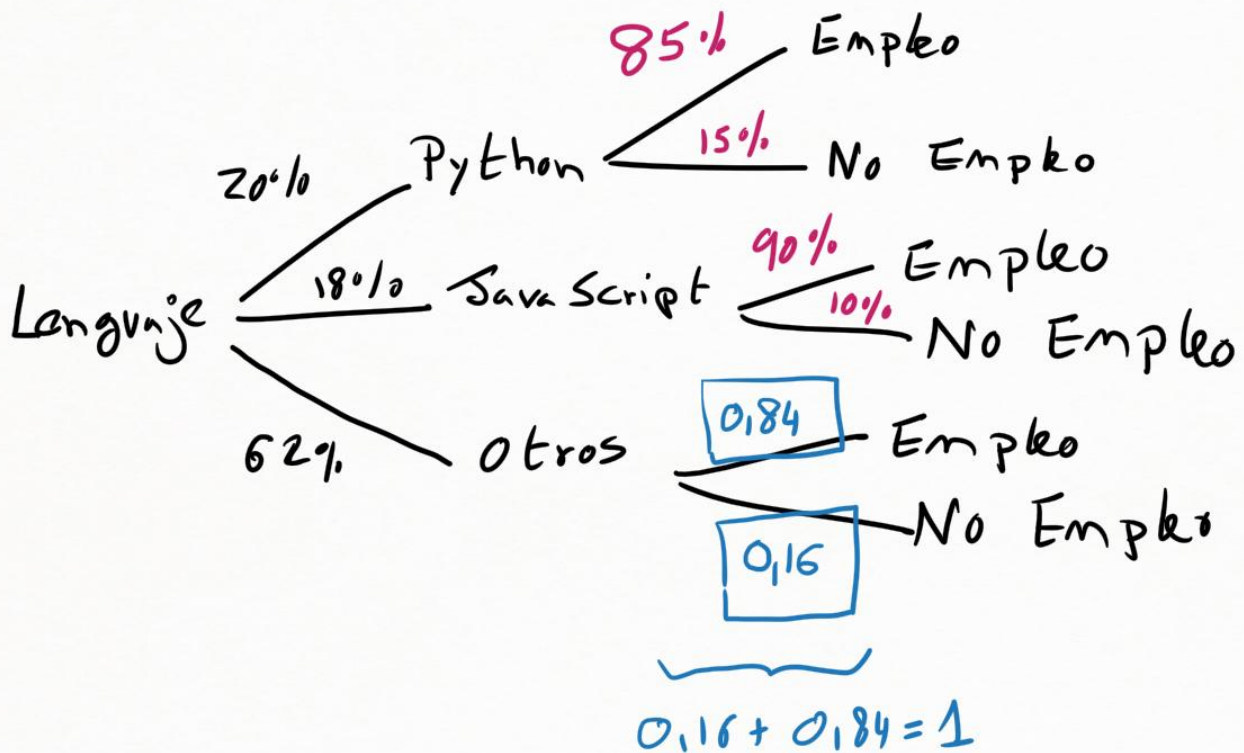 85% Empleo
15% No Empleo
20% Python
90% Empleo
18% JavaScript
10% No Empleo
Lenguaje
0,84 Empleo
62% Otros
No Empleo
0,16
0,16 + 0,84 = 1